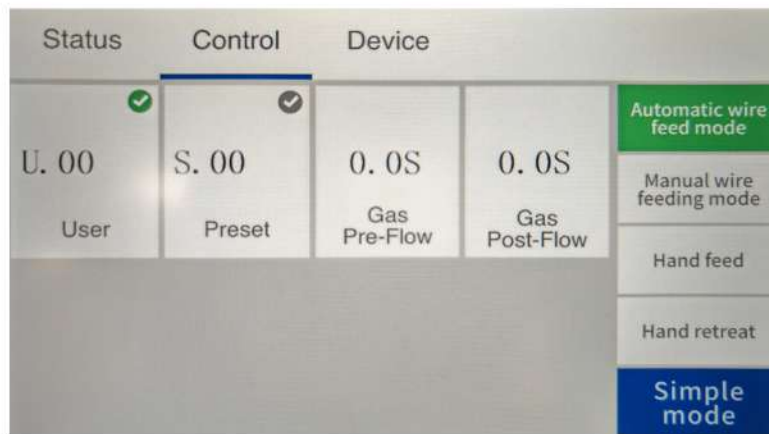 Status Control Device
U. 00 S. 00 0. 0S 0. 0S
User Preset Gas Pre-Flow Gas Post-Flow
Automatic wire
feed mode
Manual wire
feeding mode
Hand feed
Hand retreat
Simple
mode